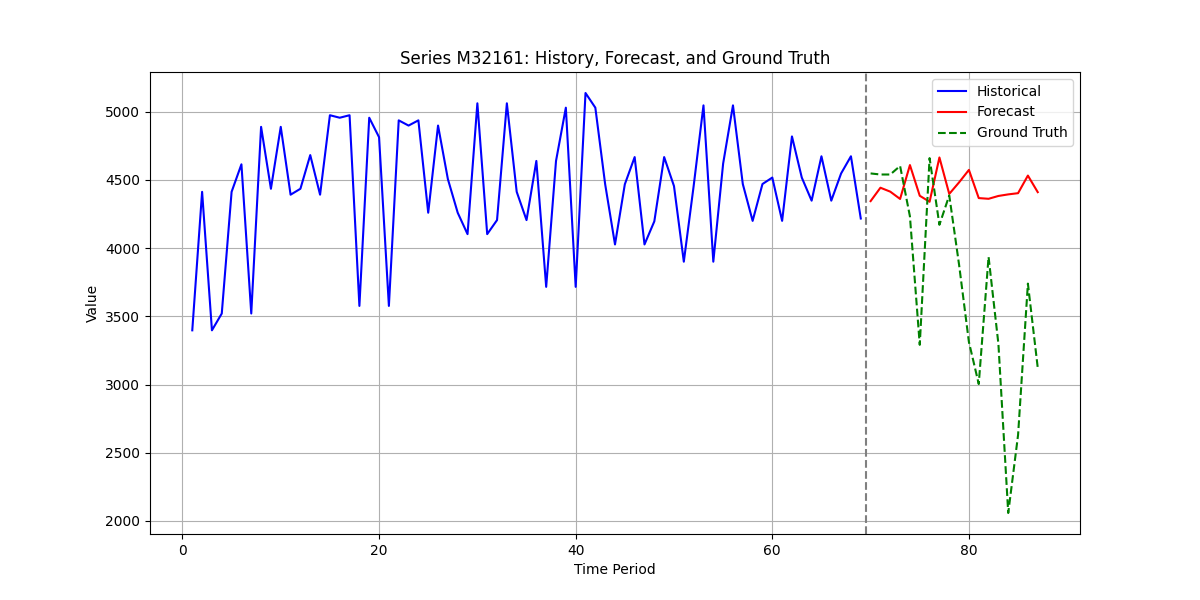 Series M32161: History, Forecast, and Ground Truth
Historical
Forecast
Ground Truth
Value
5000
4500
4000
3500
3000
2500
2000
0 20 40 60 80
Time Period